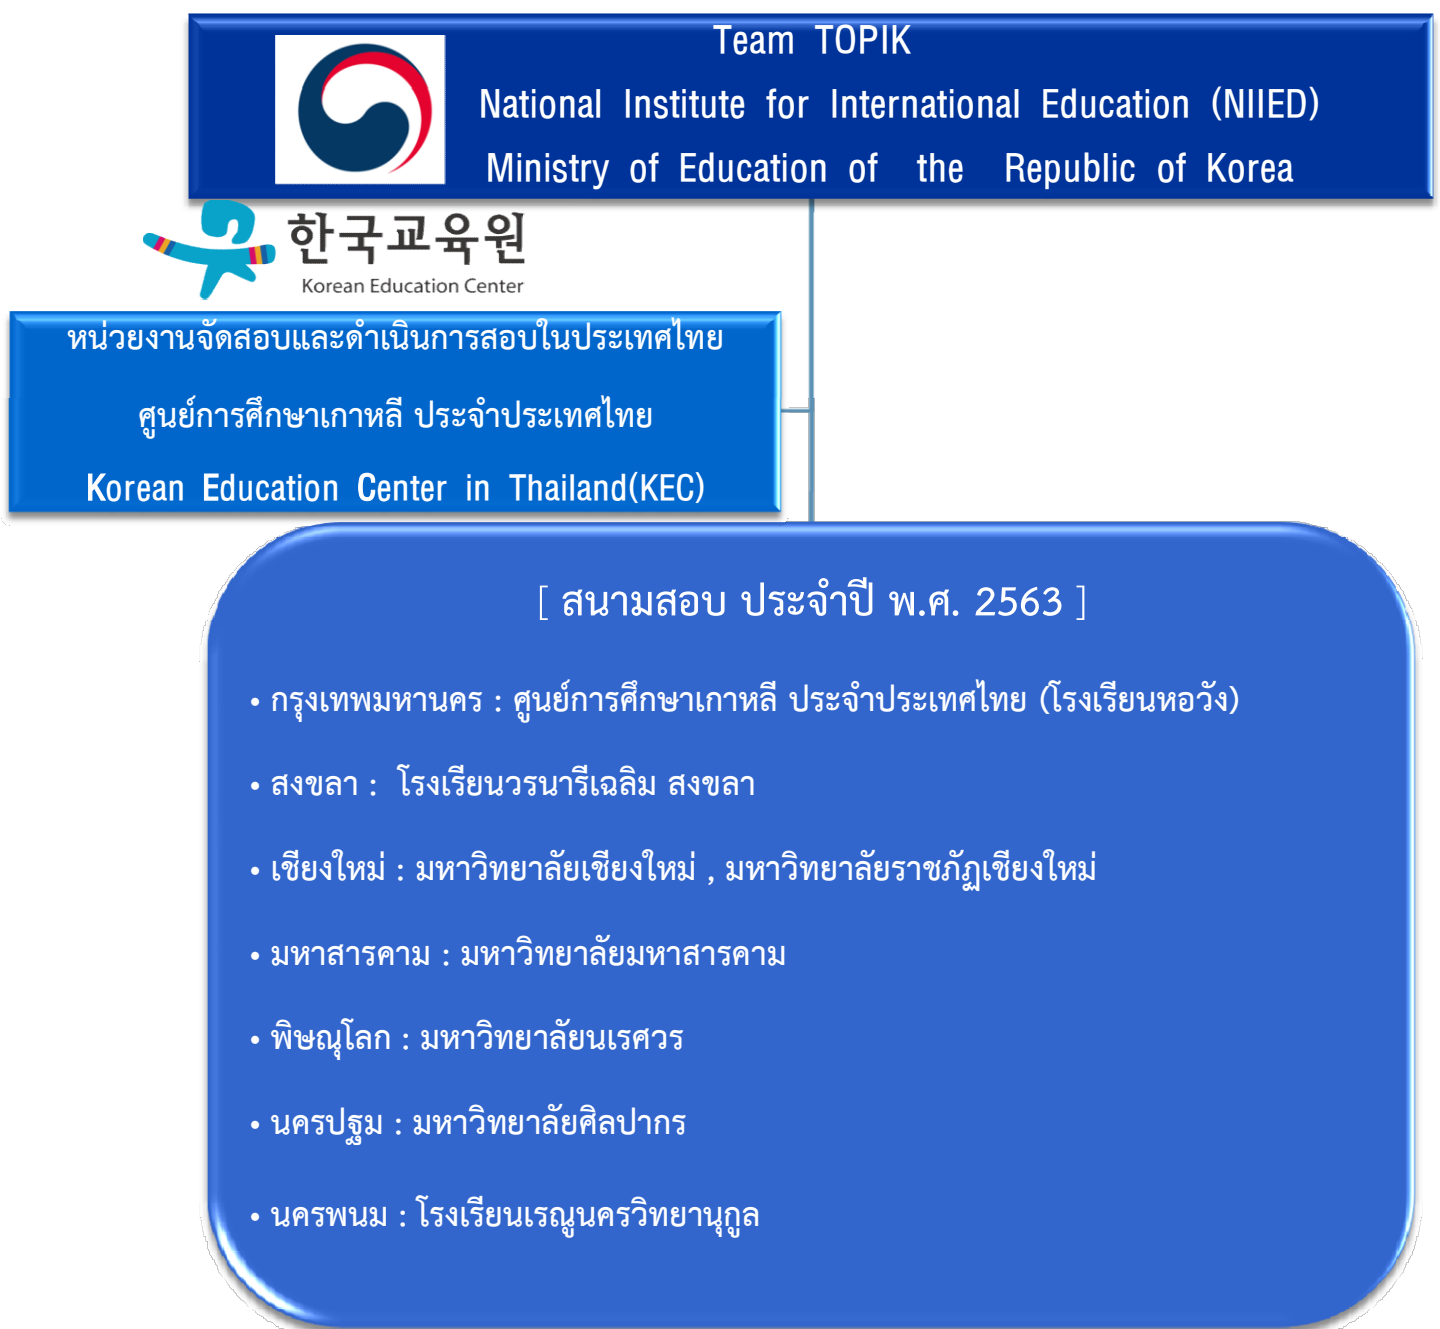 Team TOPIK
National Institute for International Education (NIIED)
Ministry of Education of the Republic of Korea
한국교육원
Korean Education Center
หน่วยงานจัดสอบและดำเนินการสอบในประเทศไทย
ศูนย์การศึกษาเกาหลี ประจำประเทศไทย
Korean Education Center in Thailand(KEC)
[ สนามสอบ ประจำปี พ.ศ. 2563 ]
• กรุงเทพมหานคร : ศูนย์การศึกษาเกาหลี ประจำประเทศไทย (โรงเรียนหอวัง)
• สงขลา : โรงเรียนวรนารีเฉลิม สงขลา
• เชียงใหม่ : มหาวิทยาลัยเชียงใหม่ , มหาวิทยาลัยราชภัฏเชียงใหม่
• มหาสารคาม : มหาวิทยาลัยมหาสารคาม
• พิษณุโลก : มหาวิทยาลัยนเรศวร
• นครปฐม : มหาวิทยาลัยศิลปากร
• นครพนม : โรงเรียนเรณูนครวิทยานุกูล